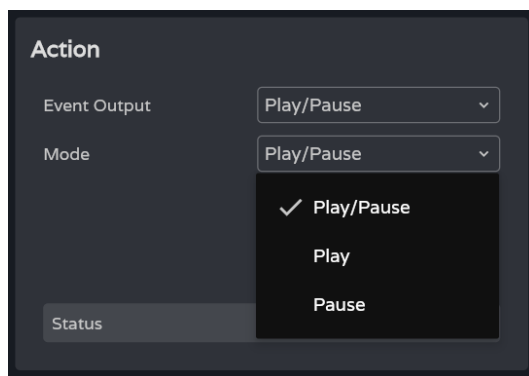 Action
Event Output Play/Pause
Mode Play/Pause
Play/Pause
Play
Pause
Status